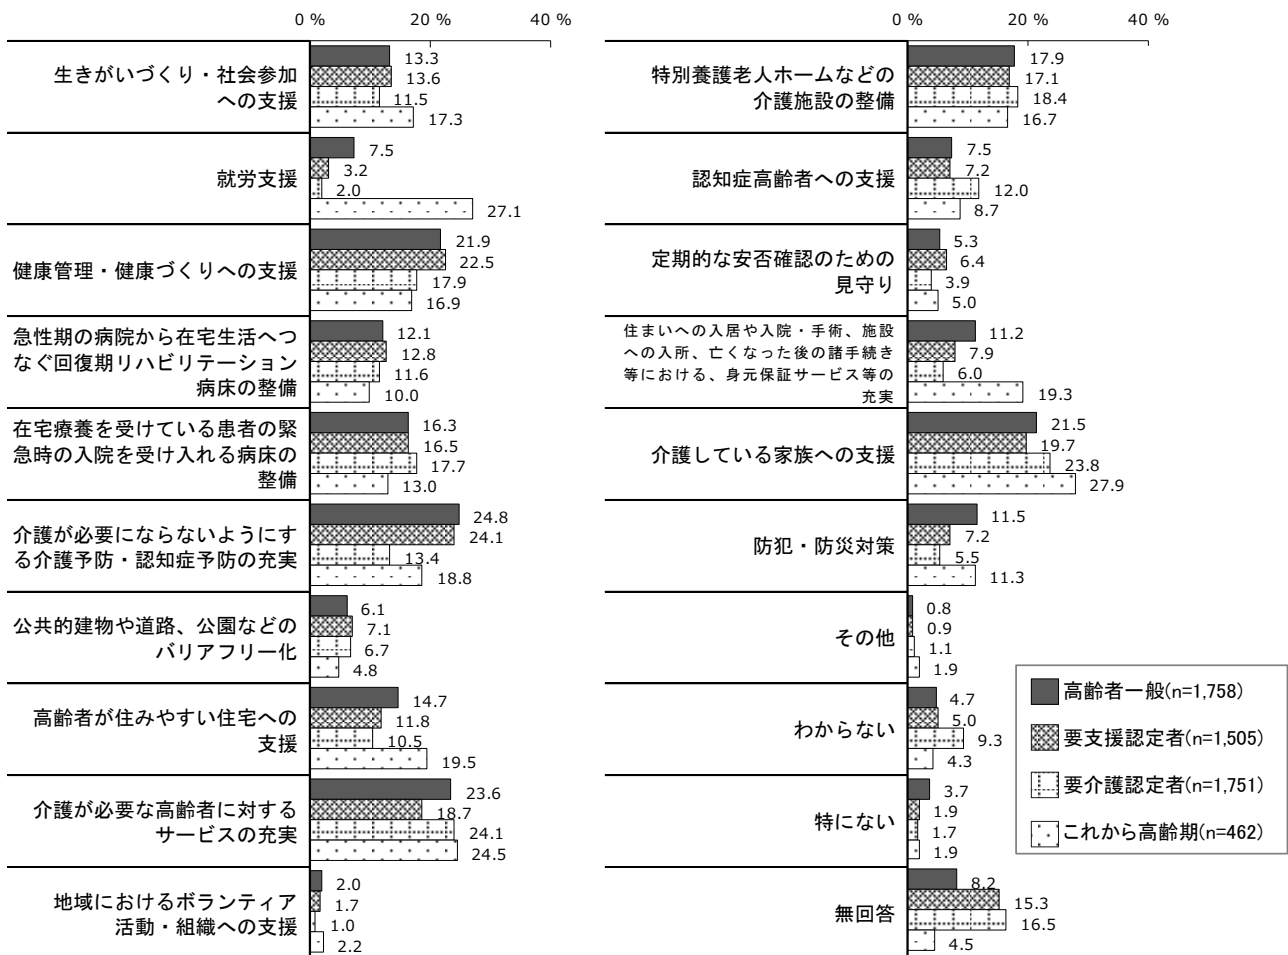 0 %
20 %
40 %
生きがいづくり・社会参加
への支援
13.3
13.6
11.5
17.3
就労支援
7.5
3.2
2.0
27.1
健康管理・健康づくりへの支援
21.9
22.5
17.9
16.9
急性期の病院から在宅生活へつ
なぐ回復期リハビリテーション
病床の整備
12.1
12.8
11.6
10.0
在宅療養を受けている患者の緊
急時の入院を受け入れる病床の
整備
16.3
16.5
17.7
13.0
介護が必要にならないようにす
る介護予防・認知症予防の充実
24.8
24.1
13.4
18.8
公共的建物や道路、公園などの
バリアフリー化
6.1
7.1
6.7
4.8
高齢者が住みやすい住宅への
支援
14.7
11.8
10.5
19.5
介護が必要な高齢者に対する
サービスの充実
23.6
18.7
24.1
24.5
地域におけるボランティア
活動・組織への支援
2.0
1.7
1.0
2.2
0 %
20 %
40 %
特別養護老人ホームなどの
介護施設の整備
17.9
17.1
18.4
16.7
認知症高齢者への支援
7.5
7.2
12.0
8.7
定期的な安否確認のための
見守り
5.3
6.4
3.9
5.0
住まいへの入居や入院・手術、施設
への入所、亡くなった後の諸手続き
等における、身元保証サービス等の
充実
11.2
7.9
6.0
19.3
介護している家族への支援
21.5
19.7
23.8
27.9
防犯・防災対策
11.5
7.2
5.5
11.3
その他
0.8
0.9
1.1
1.9
わからない
4.7
5.0
9.3
4.3
特にない
3.7
1.9
1.7
1.9
無回答
8.2
15.3
16.5
4.5
高齢者一般(n=1,758)
要支援認定者(n=1,505)
要介護認定者(n=1,751)
これから高齢期(n=462)